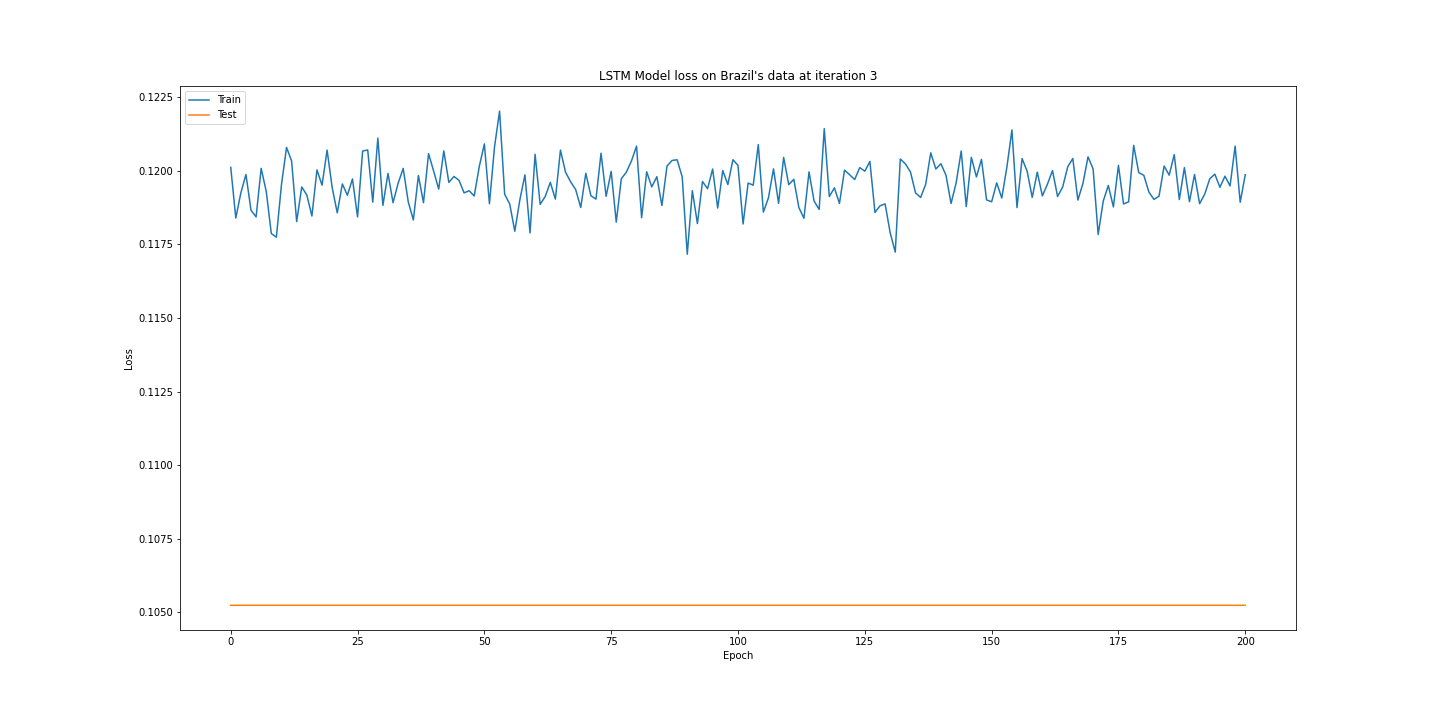 LSTM Model loss on Brazil's data at iteration 3
Train
Test
0.1225
0.1200
0.1175
0.1150
0.1125
0.1100
0.1075
0.1050
Loss
0 25 50 75 100 125 150 175 200
Epoch